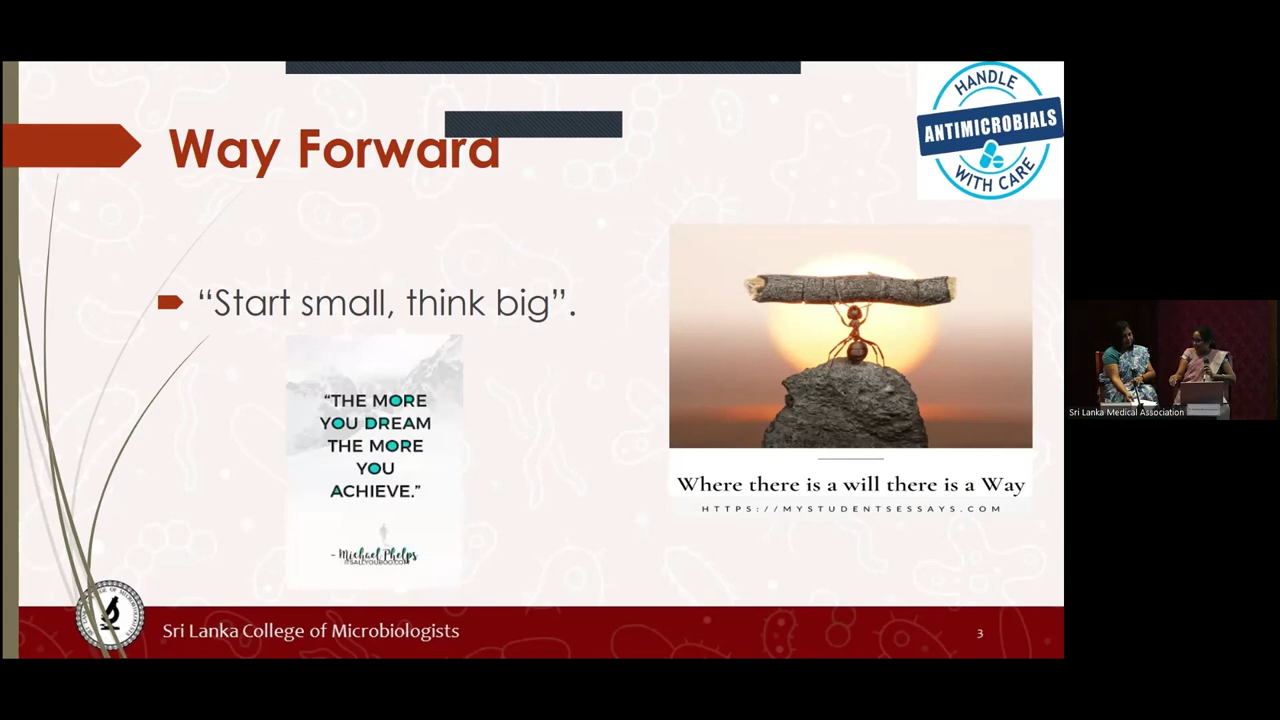 HANDLE
ANTIMICROBIALS
WITH CARE
Way Forward
“Start small, think big”.
“THE MORE
YOU DREAM
THE MORE
YOU
ACHIEVE.”
- Michael Phelps
@SALLYOUBOO.COM
Where there is a will there is a Way
HTTPS://MYSTUDENTSESSAYS.COM
Sri Lanka College of Microbiologists
3
Sri Lanka Medical Association